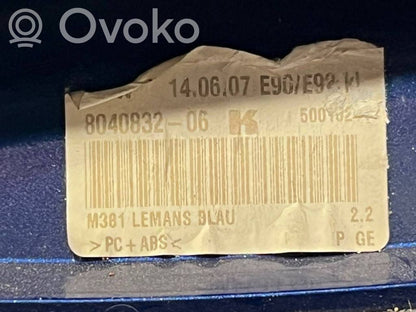 Ovoko
14.06.07 E90/E92
8040832-06 K
M381 LEMANS BLAU 2.2
>PC+ABS< P GE